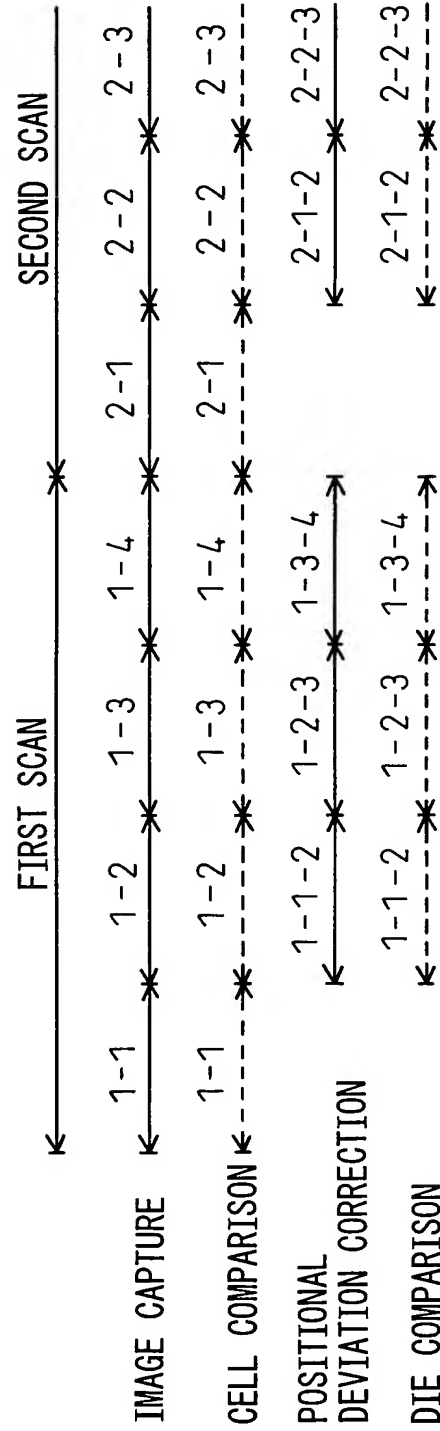 FIRST SCAN SECOND SCAN
IMAGE CAPTURE 1-1 1-2 1-3 1-4 2-1 2-2 2-3
CELL COMPARISON 1-1 1-2 1-3 1-4 2-1 2-2 2-3
POSITIONAL
DEVIATION CORRECTION 1-1-2 1-2-3 1-3-4 2-1-2 2-2-3
DIE COMPARISON 1-1-2 1-2-3 1-3-4 2-1-2 2-2-3